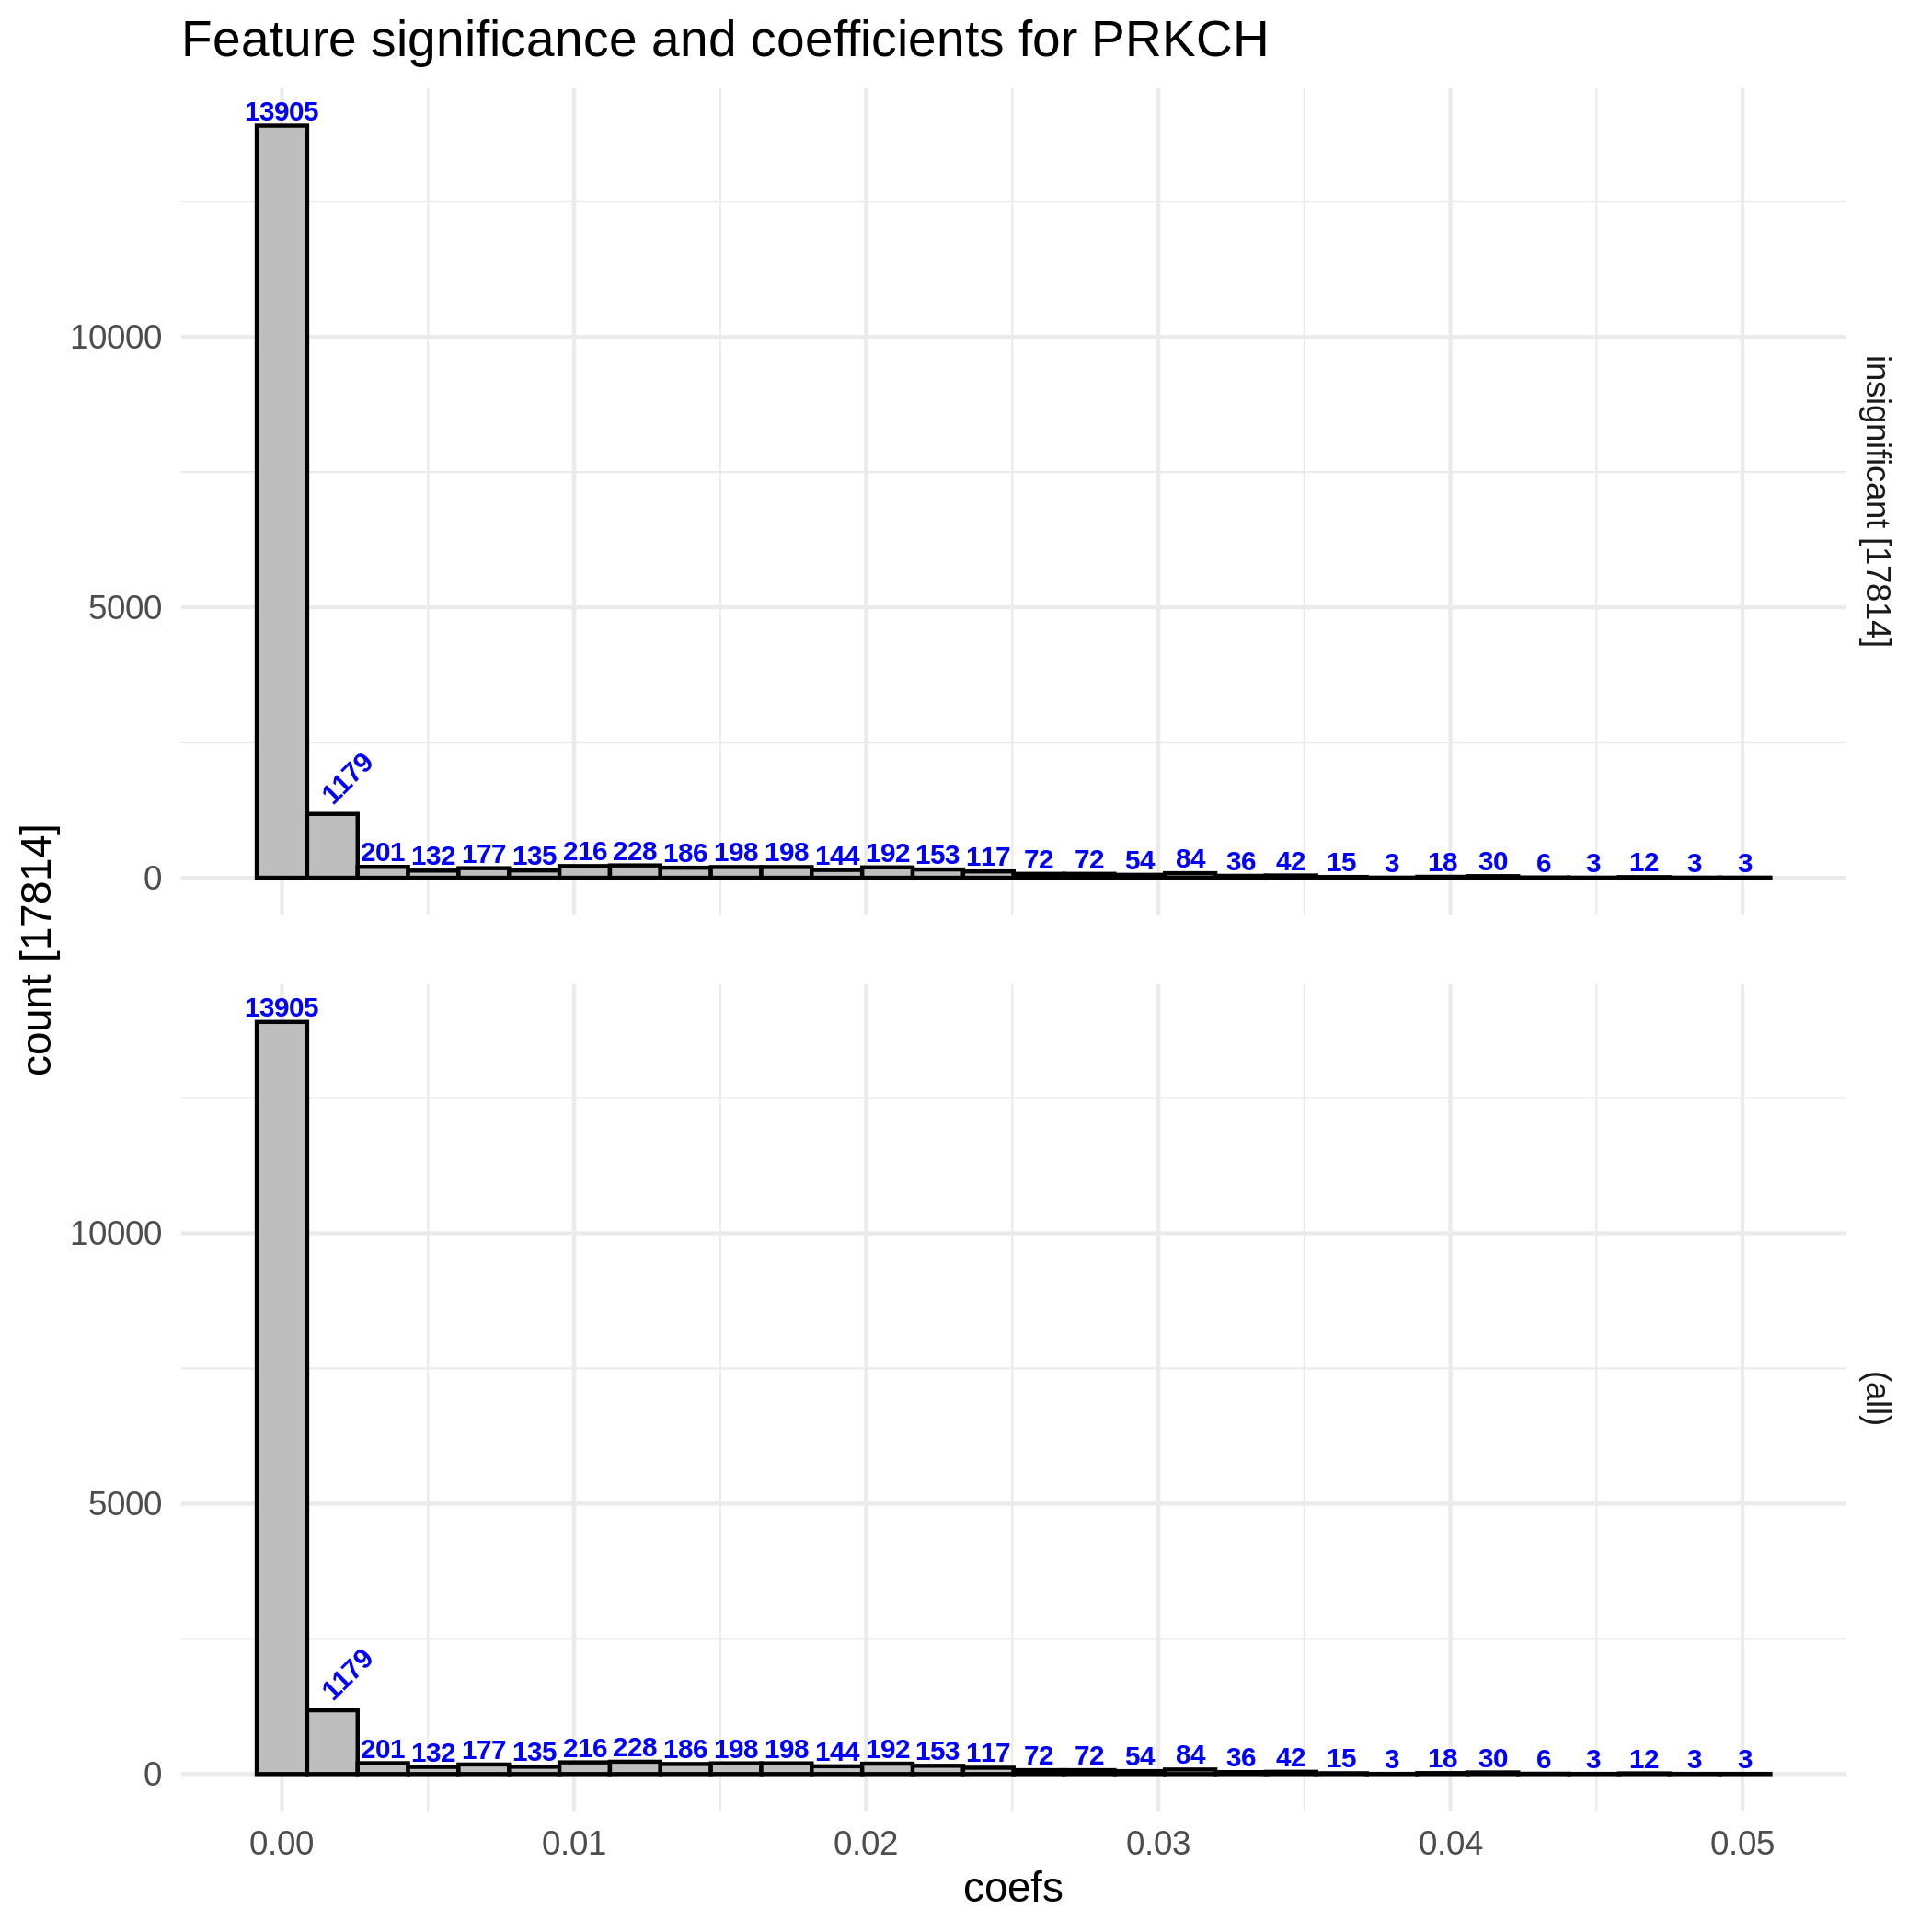 Feature significance and coefficients for PRKCH
13905
1179
201 132 177 135 216 228 186 198 198 144 192 153 117 72 72 54 84 36 42 15 3 18 30 6 3 12 3 3
10000
5000
0
insignificant [17814]
count [17814]
13905
1179
201 132 177 135 216 228 186 198 198 144 192 153 117 72 72 54 84 36 42 15 3 18 30 6 3 12 3 3
10000
5000
0
(all)
0.00 0.01 0.02 0.03 0.04 0.05
coefs